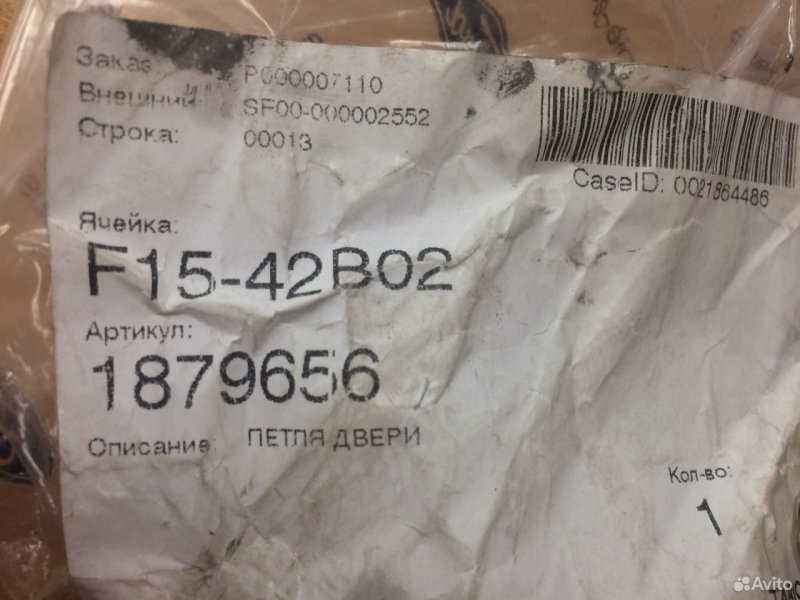 Заказ: P000007110
Внешний: SF00-000002552
Строка: 00013
CaseID: 0021864486
Ячейка:
F15-42B02
Артикул:
1879656
Описание: ПЕТЛЯ ДВЕРИ
Кол-во:
1
Avito